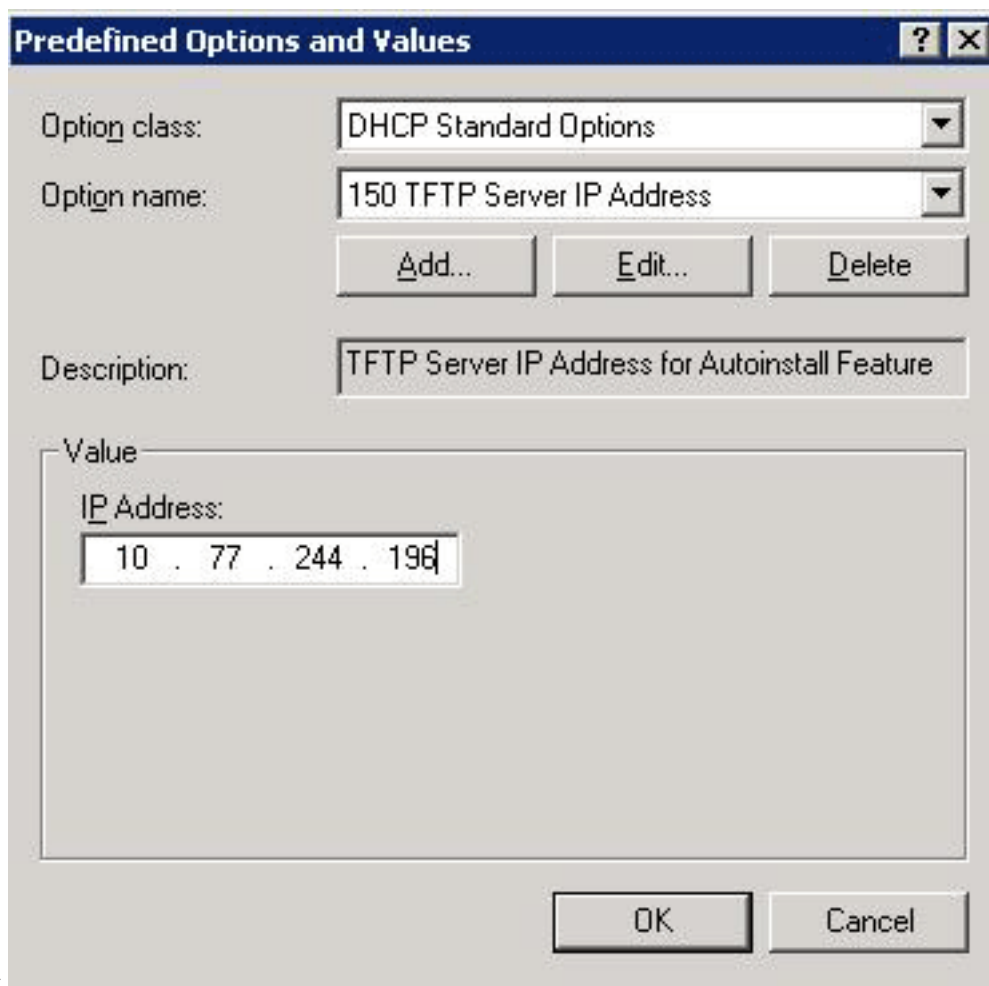 Predefined Options and Values
Option class: DHCP Standard Options
Option name: 150 TFTP Server IP Address
Add... Edit... Delete
Description: TFTP Server IP Address for Autoinstall Feature
Value
IP Address:
10 . 77 . 244 . 196
OK Cancel